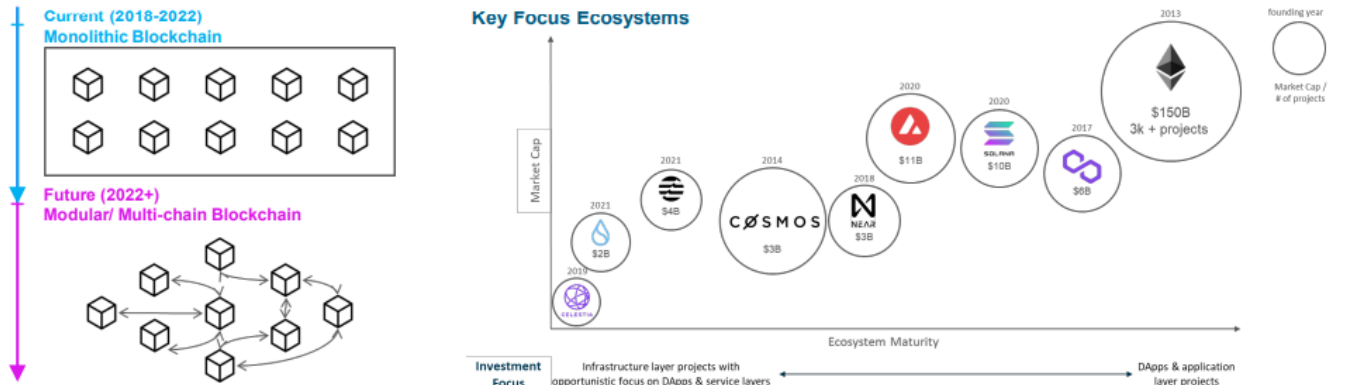 Current (2018-2022)
Monolithic Blockchain
Future (2022+)
Modular/ Multi-chain Blockchain
Key Focus Ecosystems
founding year
Market Cap /
# of projects
Market Cap
2019
CELESTIA
2021
$2B
2021
$4B
2014
COSMOS
$3B
2018
NEAR
$3B
2020
$11B
2020
SOLANA
$10B
2017
$6B
2013
$150B
3k + projects
Ecosystem Maturity
Investment
Focus
Infrastructure layer projects with
opportunistic focus on DApps & service layers
DApps & application
layer projects